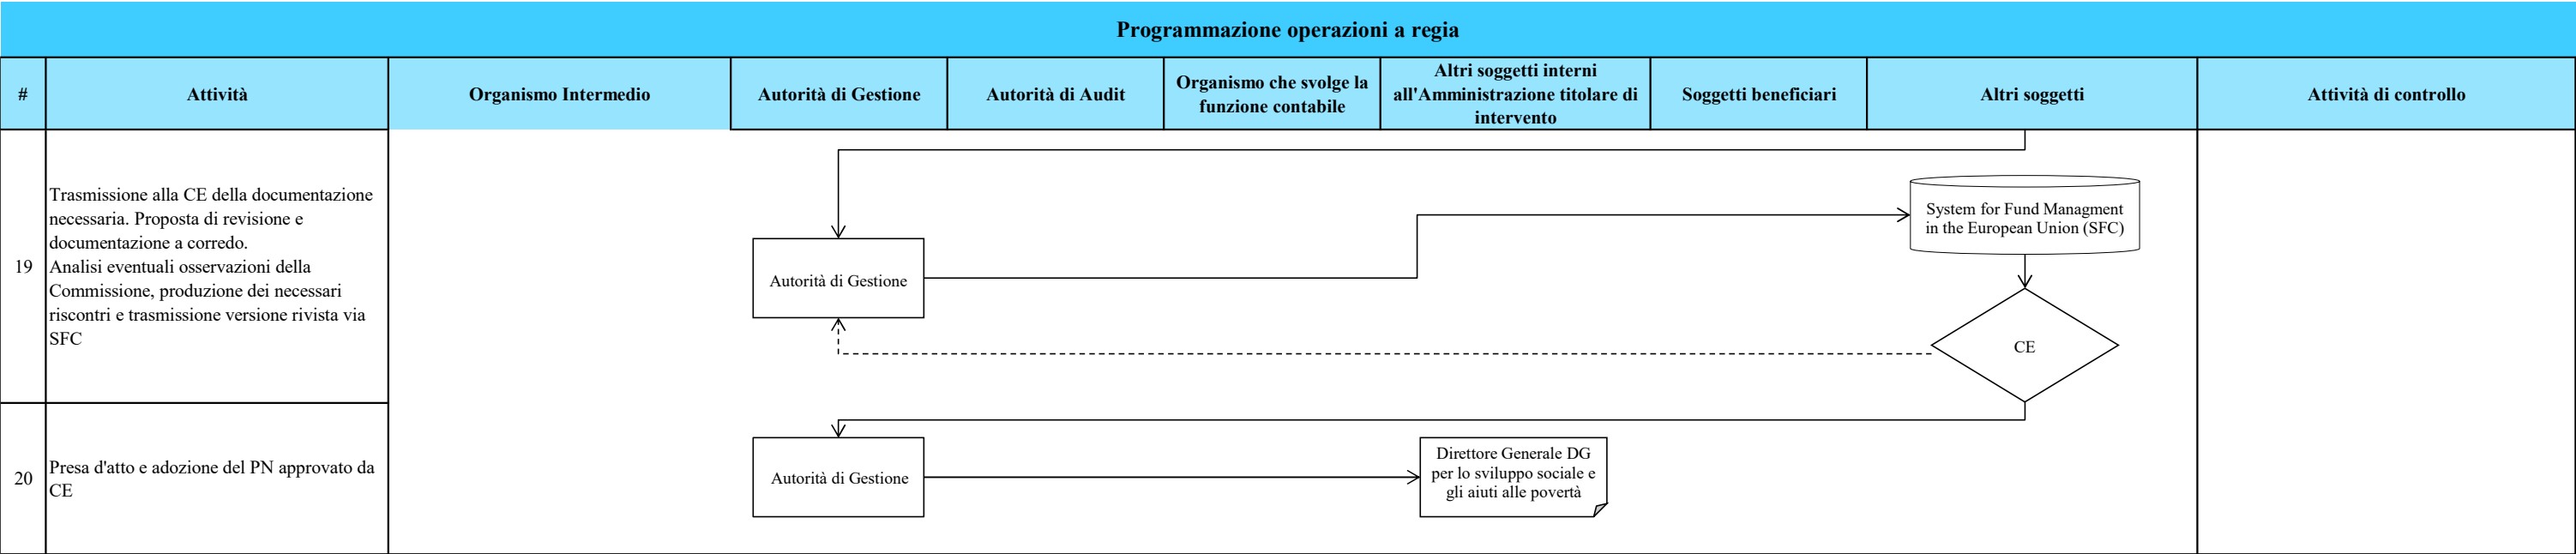 Programmazione operazioni a regia
#
Attività
Organismo Intermedio
Autorità di Gestione
Autorità di Audit
Organismo che svolge la
funzione contabile
Altri soggetti interni
all'Amministrazione titolare di
intervento
Soggetti beneficiari
Altri soggetti
Attività di controllo
19
Trasmissione alla CE della documentazione
necessaria. Proposta di revisione e
documentazione a corredo.
Analisi eventuali osservazioni della
Commissione, produzione dei necessari
riscontri e trasmissione versione rivista via
SFC
Autorità di Gestione
System for Fund Managment
in the European Union (SFC)
CE
20
Presa d'atto e adozione del PN approvato da
CE
Autorità di Gestione
Direttore Generale DG
per lo sviluppo sociale e
gli aiuti alle povertà